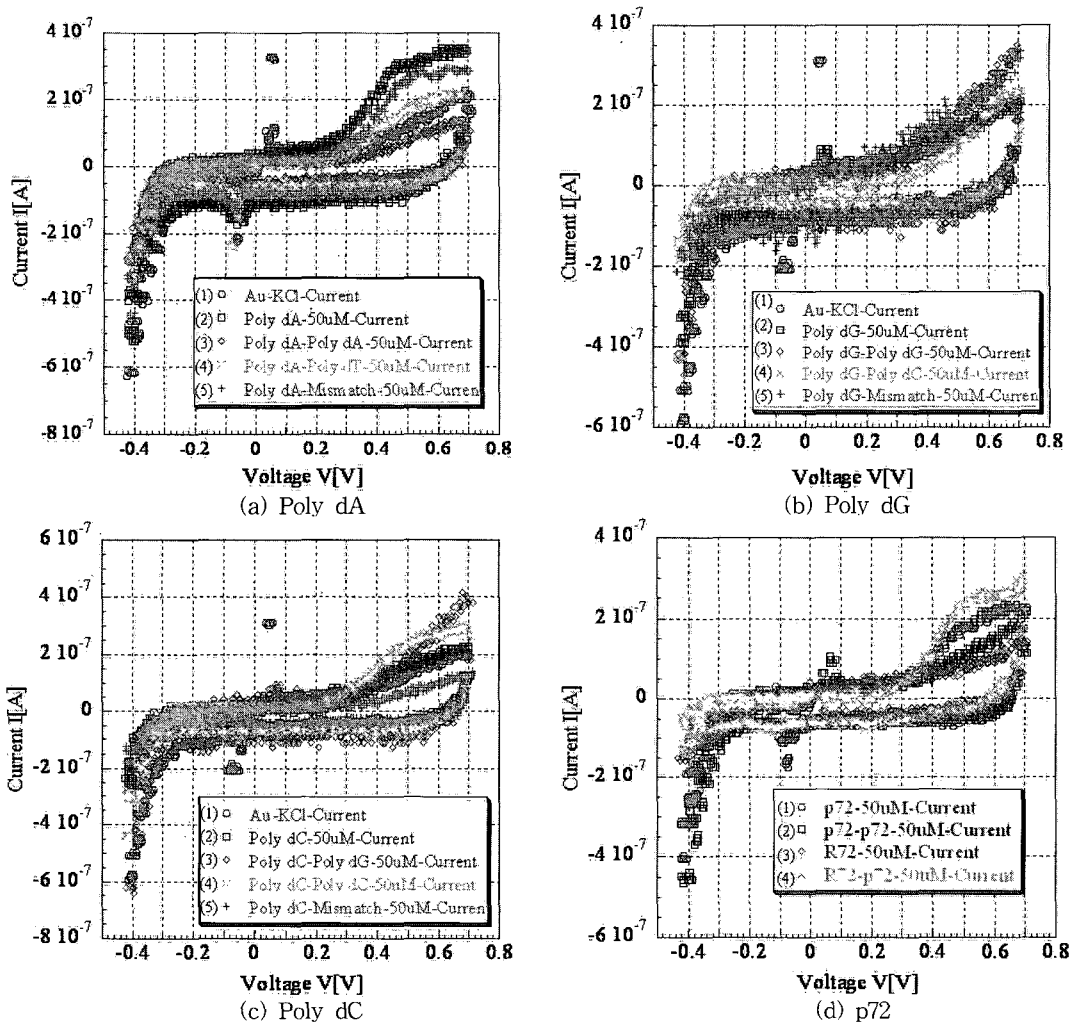 4 10-7
2 10-7
0
-2 10-7
-4 10-7
-6 10-7
-8 10-7
Current I[A]
(1) Au-KCl-Current
(2) Poly dA-50uM-Current
(3) Poly dA-Poly dA-50uM-Current
(4) Poly dA-Poly dT-50uM-Current
(5) Poly dA-Mismatch-50uM-Current
-0.4 -0.2 0 0.2 0.4 0.6 0.8
Voltage V[V]
(a) Poly dA
4 10-7
2 10-7
0
-2 10-7
-4 10-7
-6 10-7
Current I[A]
(1) Au-KCl-Current
(2) Poly dG-50uM-Current
(3) Poly dG-Poly dG-50uM-Current
(4) Poly dG-Poly dC-50uM-Current
(5) Poly dG-Mismatch-50uM-Current
-0.4 -0.2 0 0.2 0.4 0.6 0.8
Voltage V[V]
(b) Poly dG
6 10-7
4 10-7
2 10-7
0
-2 10-7
-4 10-7
-6 10-7
-8 10-7
Current I[A]
(1) Au-KCl-Current
(2) Poly dC-50uM-Current
(3) Poly dC-Poly dG-50uM-Current
(4) Poly dC-Poly dC-50uM-Current
(5) Poly dC-Mismatch-50uM-Curren
-0.4 -0.2 0 0.2 0.4 0.6 0.8
Voltage V[V]
(c) Poly dC
4 10-7
2 10-7
0
-2 10-7
-4 10-7
-6 10-7
Current I[A]
(1) p72-50uM-Current
(2) p72-p72-50uM-Current
(3) R72-50uM-Current
(4) R72-p72-50uM-Current
-0.4 -0.2 0 0.2 0.4 0.6 0.8
Voltage V[V]
(d) p72